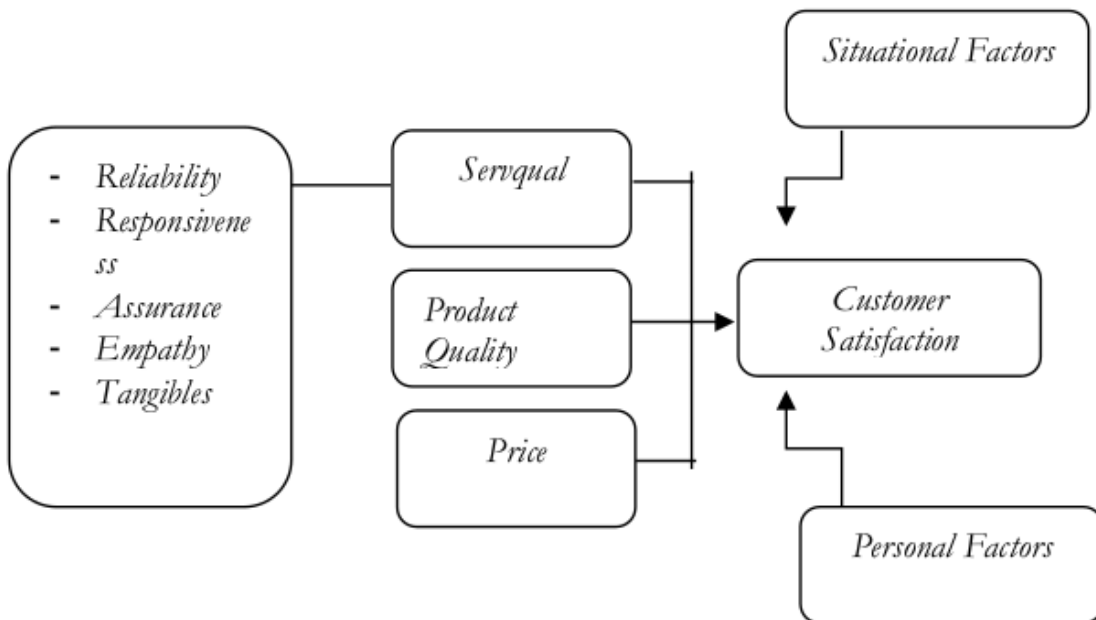 Situational Factors
- Reliability
- Responsivene
ss
- Assurance
- Empathy
- Tangibles
Servqual
Product
Quality
Price
Customer
Satisfaction
Personal Factors